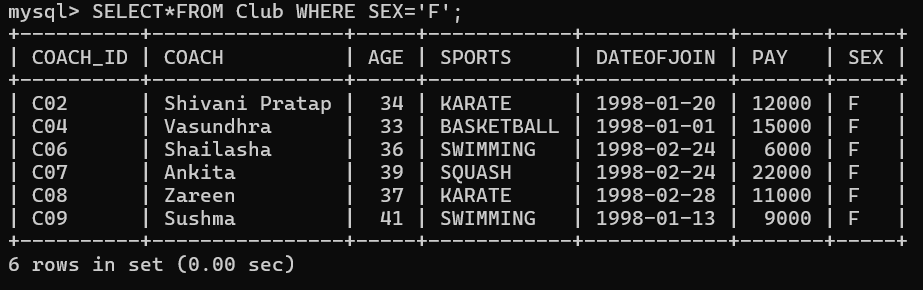 mysql> SELECT*FROM Club WHERE SEX='F';
+----------+----------------+-----+------------+------------+-------+-----+
| COACH_ID | COACH          | AGE | SPORTS     | DATEOFJOIN | PAY   | SEX |
+----------+----------------+-----+------------+------------+-------+-----+
| C02      | Shivani Pratap |  34 | KARATE     | 1998-01-20 | 12000 | F   |
| C04      | Vasundhra      |  33 | BASKETBALL | 1998-01-01 | 15000 | F   |
| C06      | Shailasha      |  36 | SWIMMING   | 1998-02-24 |  6000 | F   |
| C07      | Ankita         |  39 | SQUASH     | 1998-02-24 | 22000 | F   |
| C08      | Zareen         |  37 | KARATE     | 1998-02-28 | 11000 | F   |
| C09      | Sushma         |  41 | SWIMMING   | 1998-01-13 |  9000 | F   |
+----------+----------------+-----+------------+------------+-------+-----+
6 rows in set (0.00 sec)